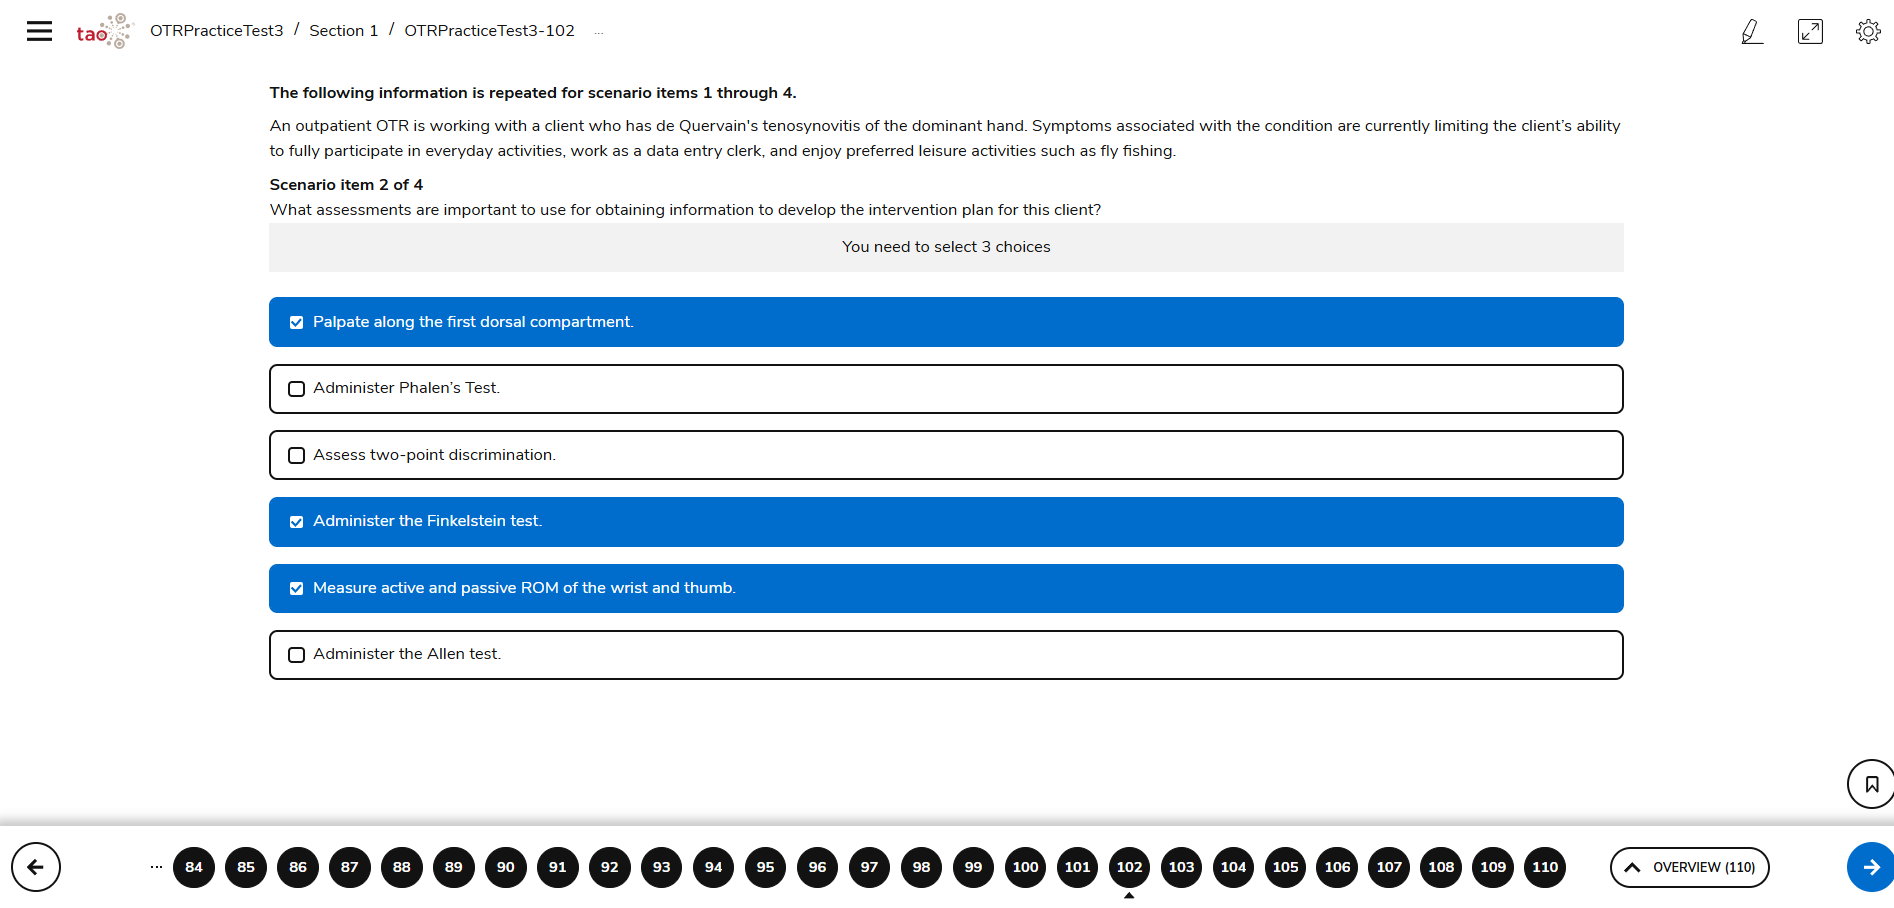 tao
OTRPracticeTest3 / Section 1 / OTRPracticeTest3-102 ...
The following information is repeated for scenario items 1 through 4.
An outpatient OTR is working with a client who has de Quervain's tenosynovitis of the dominant hand. Symptoms associated with the condition are currently limiting the client’s ability
to fully participate in everyday activities, work as a data entry clerk, and enjoy preferred leisure activities such as fly fishing.
Scenario item 2 of 4
What assessments are important to use for obtaining information to develop the intervention plan for this client?
You need to select 3 choices
Palpate along the first dorsal compartment.
Administer Phalen’s Test.
Assess two-point discrimination.
Administer the Finkelstein test.
Measure active and passive ROM of the wrist and thumb.
Administer the Allen test.
... 84 85 86 87 88 89 90 91 92 93 94 95 96 97 98 99 100 101 102 103 104 105 106 107 108 109 110 OVERVIEW (110)